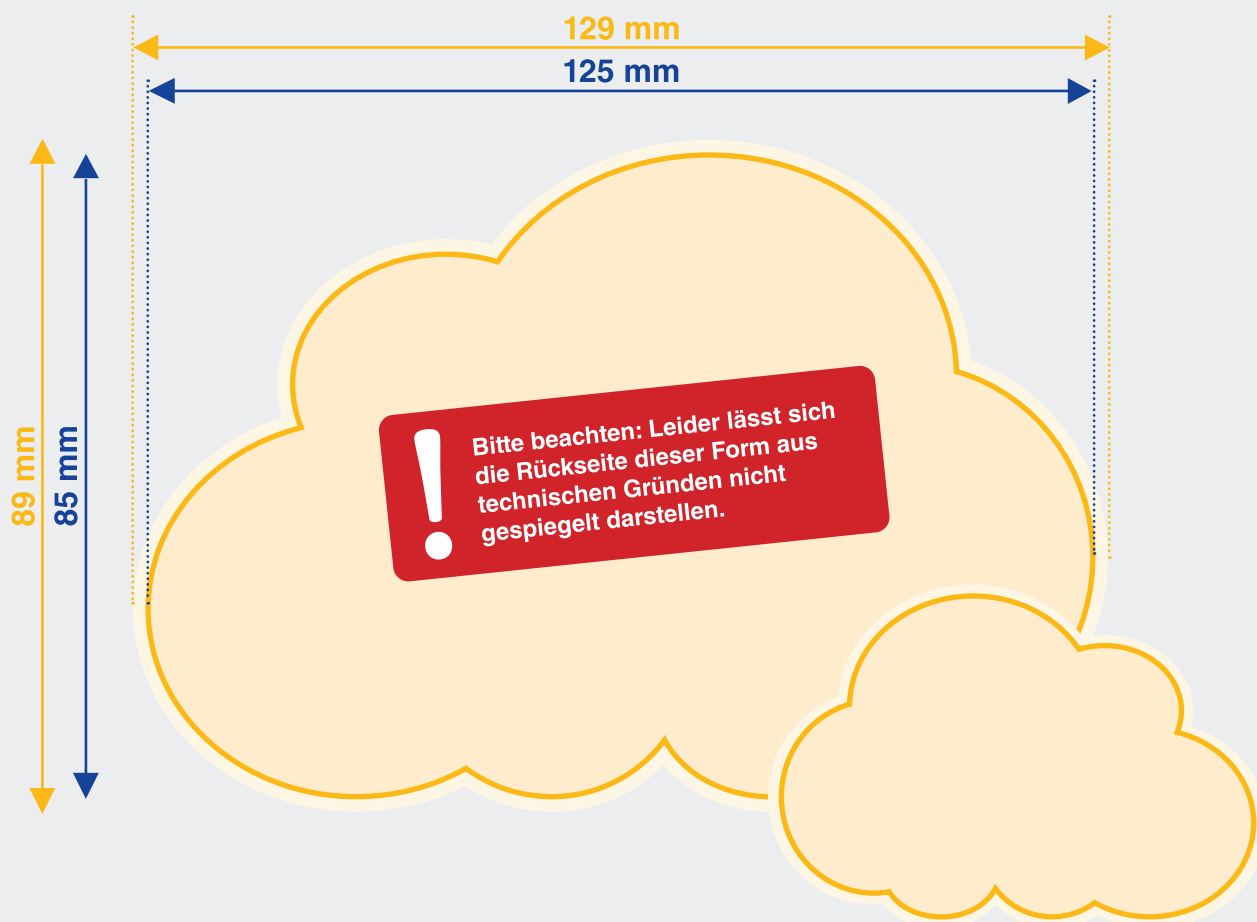 129 mm
125 mm
89 mm
85 mm
Bitte beachten: Leider lässt sich
die Rückseite dieser Form aus
technischen Gründen nicht
gespiegelt darstellen.